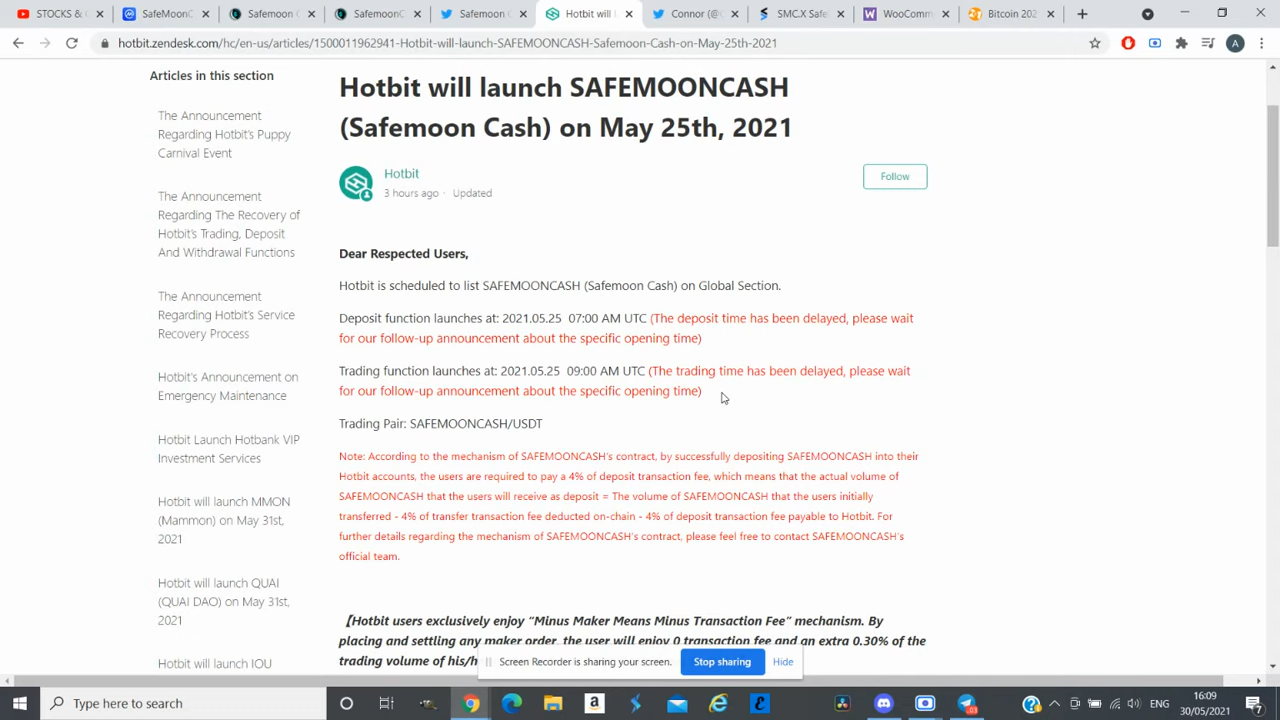 STOCKS &
SafeMoonC
Safemoon C
Safemoon C
Safemoon
Hotbit will l
Connor (@C
SMC.X Safe
WooComm
Bitcoin 202
hotbit.zendesk.com/hc/en-us/articles/1500011962941-Hotbit-will-launch-SAFEMOONCASH-Safemoon-Cash-on-May-25th-2021
A
Articles in this section
The Announcement
Regarding Hotbit's Puppy
Carnival Event
The Announcement
Regarding The Recovery of
Hotbit's Trading, Deposit
And Withdrawal Functions
The Announcement
Regarding Hotbit's Service
Recovery Process
Hotbit's Announcement on
Emergency Maintenance
Hotbit Launch Hotbank VIP
Investment Services
Hotbit will launch MMON
(Mammon) on May 31st,
2021
Hotbit will launch QUAI
(QUAI DAO) on May 31st,
2021
Hotbit will launch IOU
Hotbit will launch SAFEMOONCASH
(Safemoon Cash) on May 25th, 2021
Hotbit
3 hours ago · Updated
Follow
Dear Respected Users,
Hotbit is scheduled to list SAFEMOONCASH (Safemoon Cash) on Global Section.
Deposit function launches at: 2021.05.25 07:00 AM UTC (The deposit time has been delayed, please wait
for our follow-up announcement about the specific opening time)
Trading function launches at: 2021.05.25 09:00 AM UTC (The trading time has been delayed, please wait
for our follow-up announcement about the specific opening time)
Trading Pair: SAFEMOONCASH/USDT
Note: According to the mechanism of SAFEMOONCASH's contract, by successfully depositing SAFEMOONCASH into their
Hotbit accounts, the users are required to pay a 4% of deposit transaction fee, which means that the actual volume of
SAFEMOONCASH that the users will receive as deposit = The volume of SAFEMOONCASH that the users initially
transferred - 4% of transfer transaction fee deducted on-chain - 4% of deposit transaction fee payable to Hotbit. For
further details regarding the mechanism of SAFEMOONCASH's contract, please feel free to contact SAFEMOONCASH's
official team.
【Hotbit users exclusively enjoy "Minus Maker Means Minus Transaction Fee" mechanism. By
placing and settling any maker order, the user will enjoy 0 transaction fee and an extra 0.30% of the
trading volume of his/h
Screen Recorder is sharing your screen.
Stop sharing
Hide
Type here to search
ENG
16:09
30/05/2021